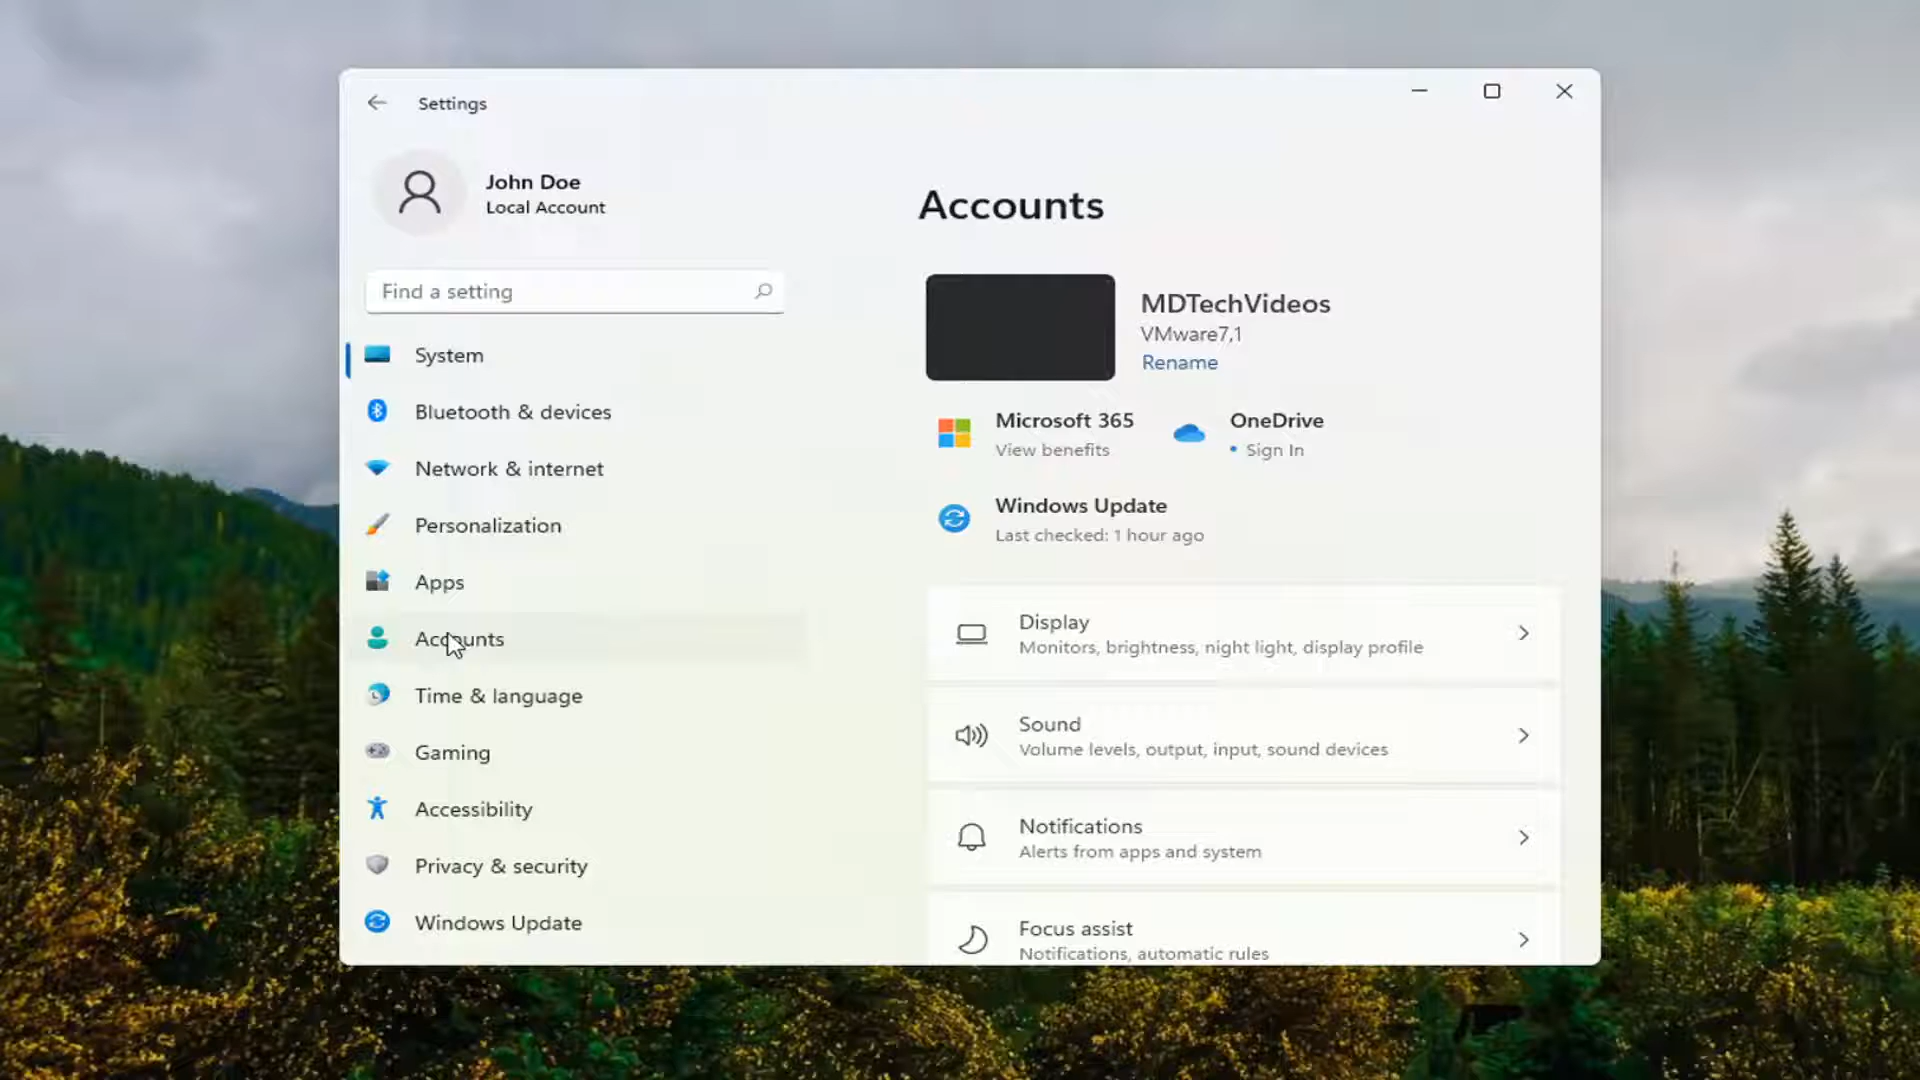 Settings
John Doe
Local Account
Find a setting
System
Bluetooth & devices
Network & internet
Personalization
Apps
Accounts
Time & language
Gaming
Accessibility
Privacy & security
Windows Update
Accounts
MDTechVideos
VMware7,1
Rename
Microsoft 365
View benefits
OneDrive
• Sign In
Windows Update
Last checked: 1 hour ago
Display
Monitors, brightness, night light, display profile
Sound
Volume levels, output, input, sound devices
Notifications
Alerts from apps and system
Focus assist
Notifications, automatic rules